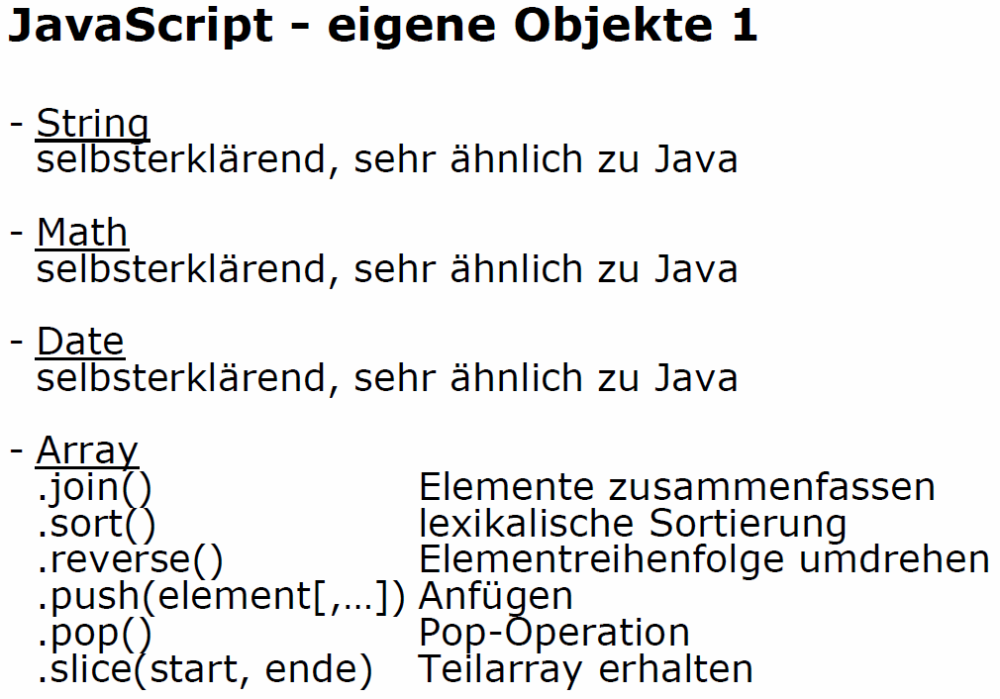 JavaScript - eigene Objekte 1
- String
selbsterklärend, sehr ähnlich zu Java
- Math
selbsterklärend, sehr ähnlich zu Java
- Date
selbsterklärend, sehr ähnlich zu Java
- Array
.join() Elemente zusammenfassen
.sort() lexikalische Sortierung
.reverse() Elementreihenfolge umdrehen
.push(element[,…]) Anfügen
.pop() Pop-Operation
.slice(start, ende) Teilarray erhalten